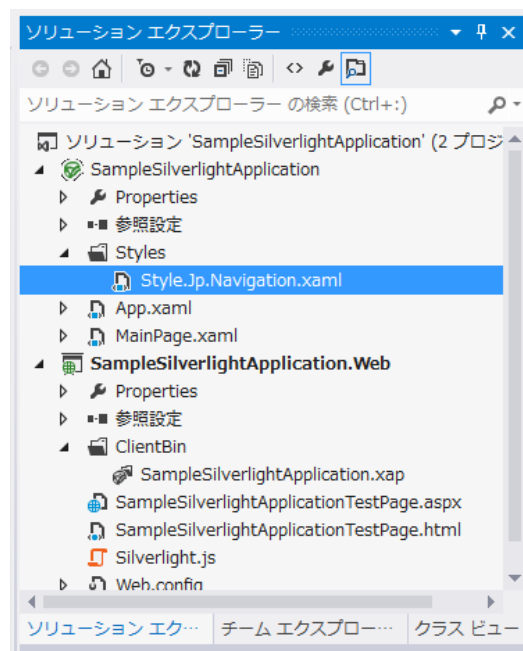 ソリューション エクスプローラー
ソリューション エクスプローラー の検索 (Ctrl+:)
ソリューション 'SampleSilverlightApplication' (2 プロジ
SampleSilverlightApplication
Properties
参照設定
Styles
Style.Jp.Navigation.xaml
App.xaml
MainPage.xaml
SampleSilverlightApplication.Web
Properties
参照設定
ClientBin
SampleSilverlightApplication.xap
SampleSilverlightApplicationTestPage.aspx
SampleSilverlightApplicationTestPage.html
Silverlight.js
Web.config
ソリューション エク… チーム エクスプロー… クラス ビュー